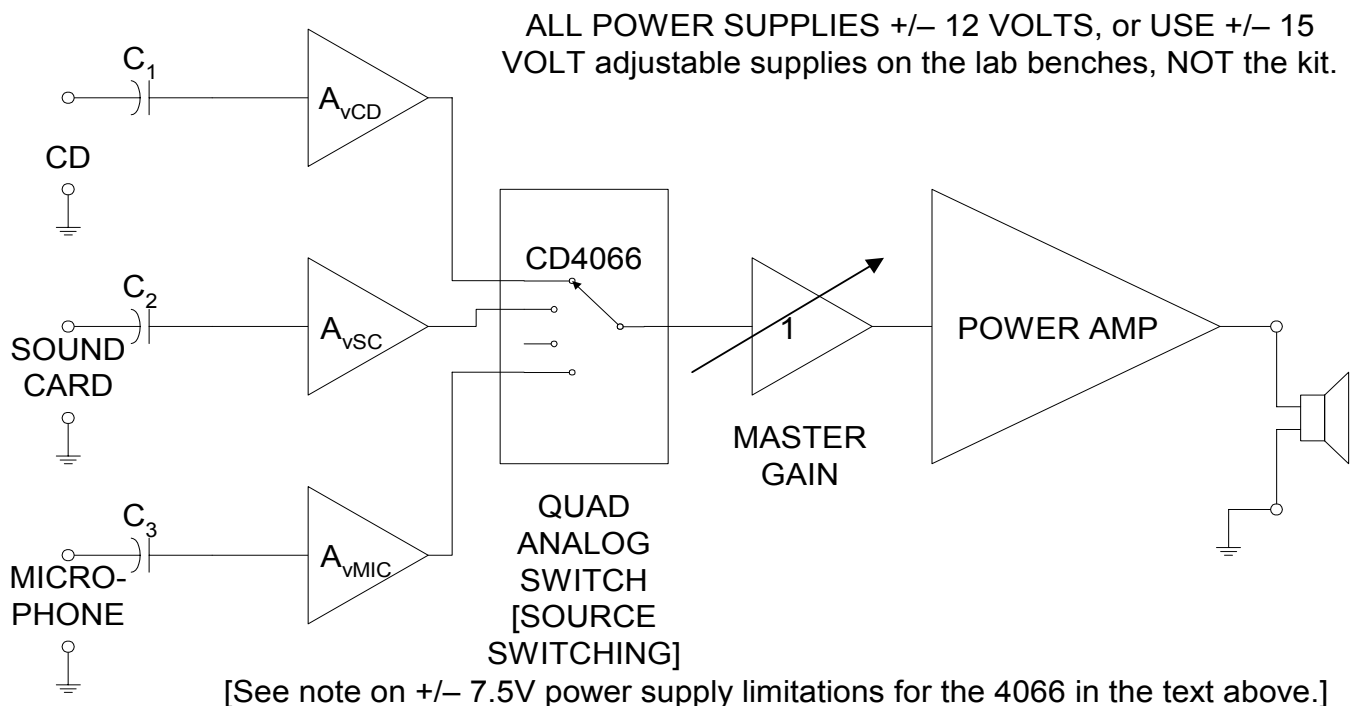 ALL POWER SUPPLIES +/– 12 VOLTS, or USE +/– 15
VOLT adjustable supplies on the lab benches, NOT the kit.
C1
AvCD
CD
CD4066
C2
AvSC
SOUND
CARD
1
POWER AMP
MASTER
GAIN
C3
AvMIC
MICRO-
PHONE
QUAD
ANALOG
SWITCH
[SOURCE
SWITCHING]
[See note on +/– 7.5V power supply limitations for the 4066 in the text above.]